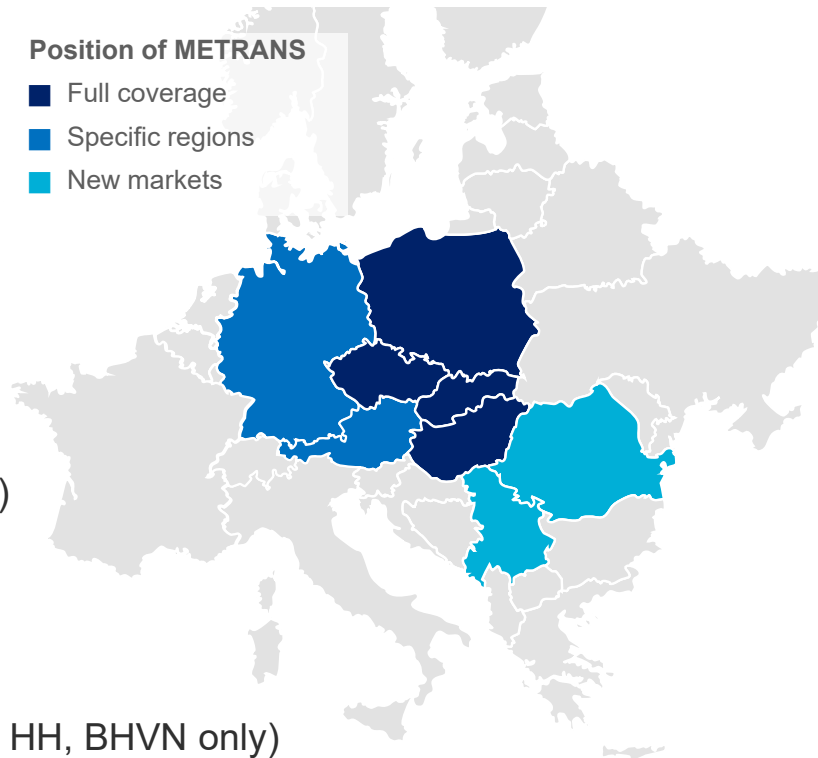 Position of METRANS
Full coverage
Specific regions
New markets
)
HH, BHVN only)